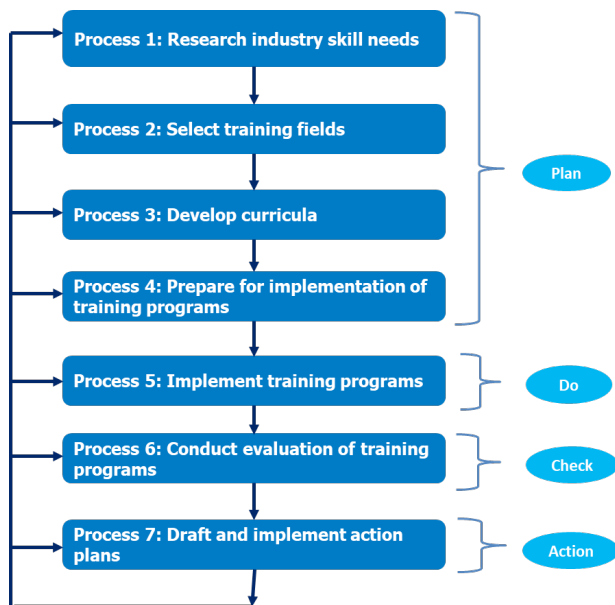 Process 1: Research industry skill needs
Process 2: Select training fields
Process 3: Develop curricula
Process 4: Prepare for implementation of
training programs
Plan
Process 5: Implement training programs
Do
Process 6: Conduct evaluation of training
programs
Check
Process 7: Draft and implement action
plans
Action